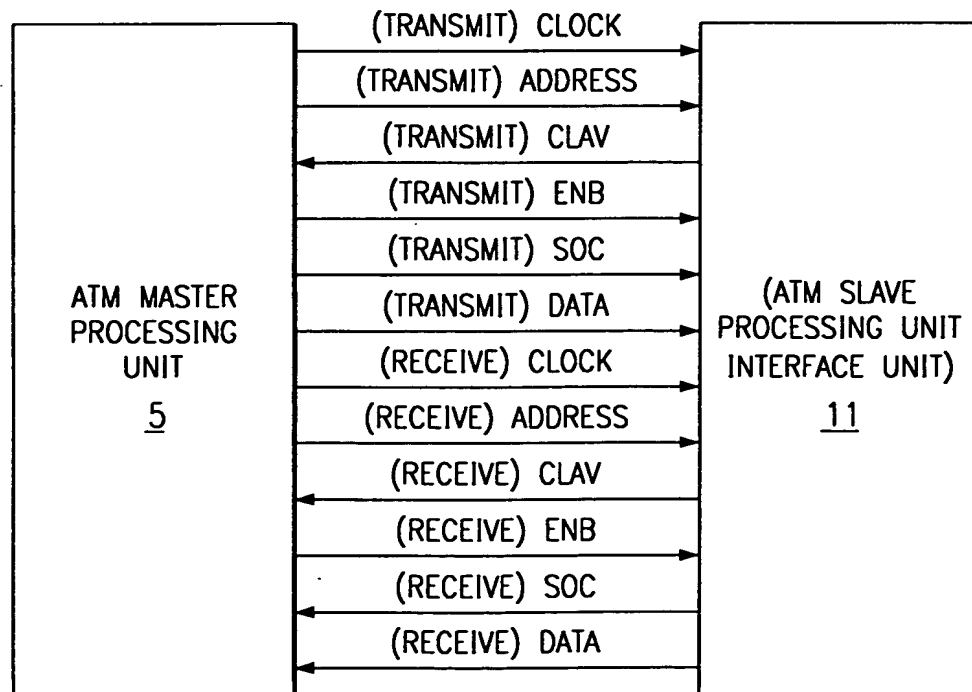 (TRANSMIT) CLOCK
(TRANSMIT) ADDRESS
(TRANSMIT) CLAV
(TRANSMIT) ENB
(TRANSMIT) SOC
(TRANSMIT) DATA
(RECEIVE) CLOCK
(RECEIVE) ADDRESS
(RECEIVE) CLAV
(RECEIVE) ENB
(RECEIVE) SOC
(RECEIVE) DATA
ATM MASTER
PROCESSING
UNIT
5
(ATM SLAVE
PROCESSING UNIT
INTERFACE UNIT)
11